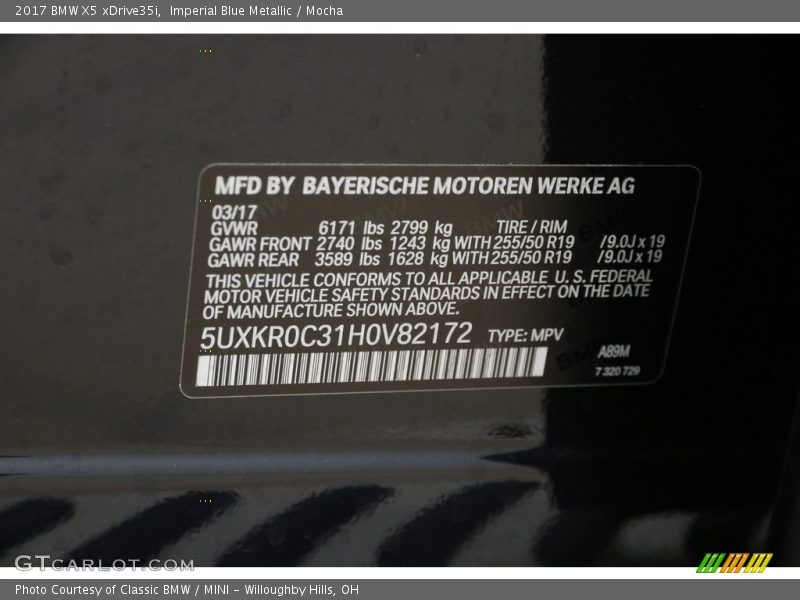 2017 BMW X5 xDrive35i, Imperial Blue Metallic / Mocha
MFD BY BAYERISCHE MOTOREN WERKE AG
03/17
GVWR 6171 lbs 2799 kg TIRE / RIM
GAWR FRONT 2740 lbs 1243 kg WITH 255/50 R19 /9.0J x 19
GAWR REAR 3589 lbs 1628 kg WITH 255/50 R19 /9.0J x 19
THIS VEHICLE CONFORMS TO ALL APPLICABLE U.S. FEDERAL
MOTOR VEHICLE SAFETY STANDARDS IN EFFECT ON THE DATE
OF MANUFACTURE SHOWN ABOVE.
5UXKR0C31H0V82172 TYPE: MPV
A89M
7 320 729
GTCARLOT.COM
Photo Courtesy of Classic BMW / MINI - Willoughby Hills, OH